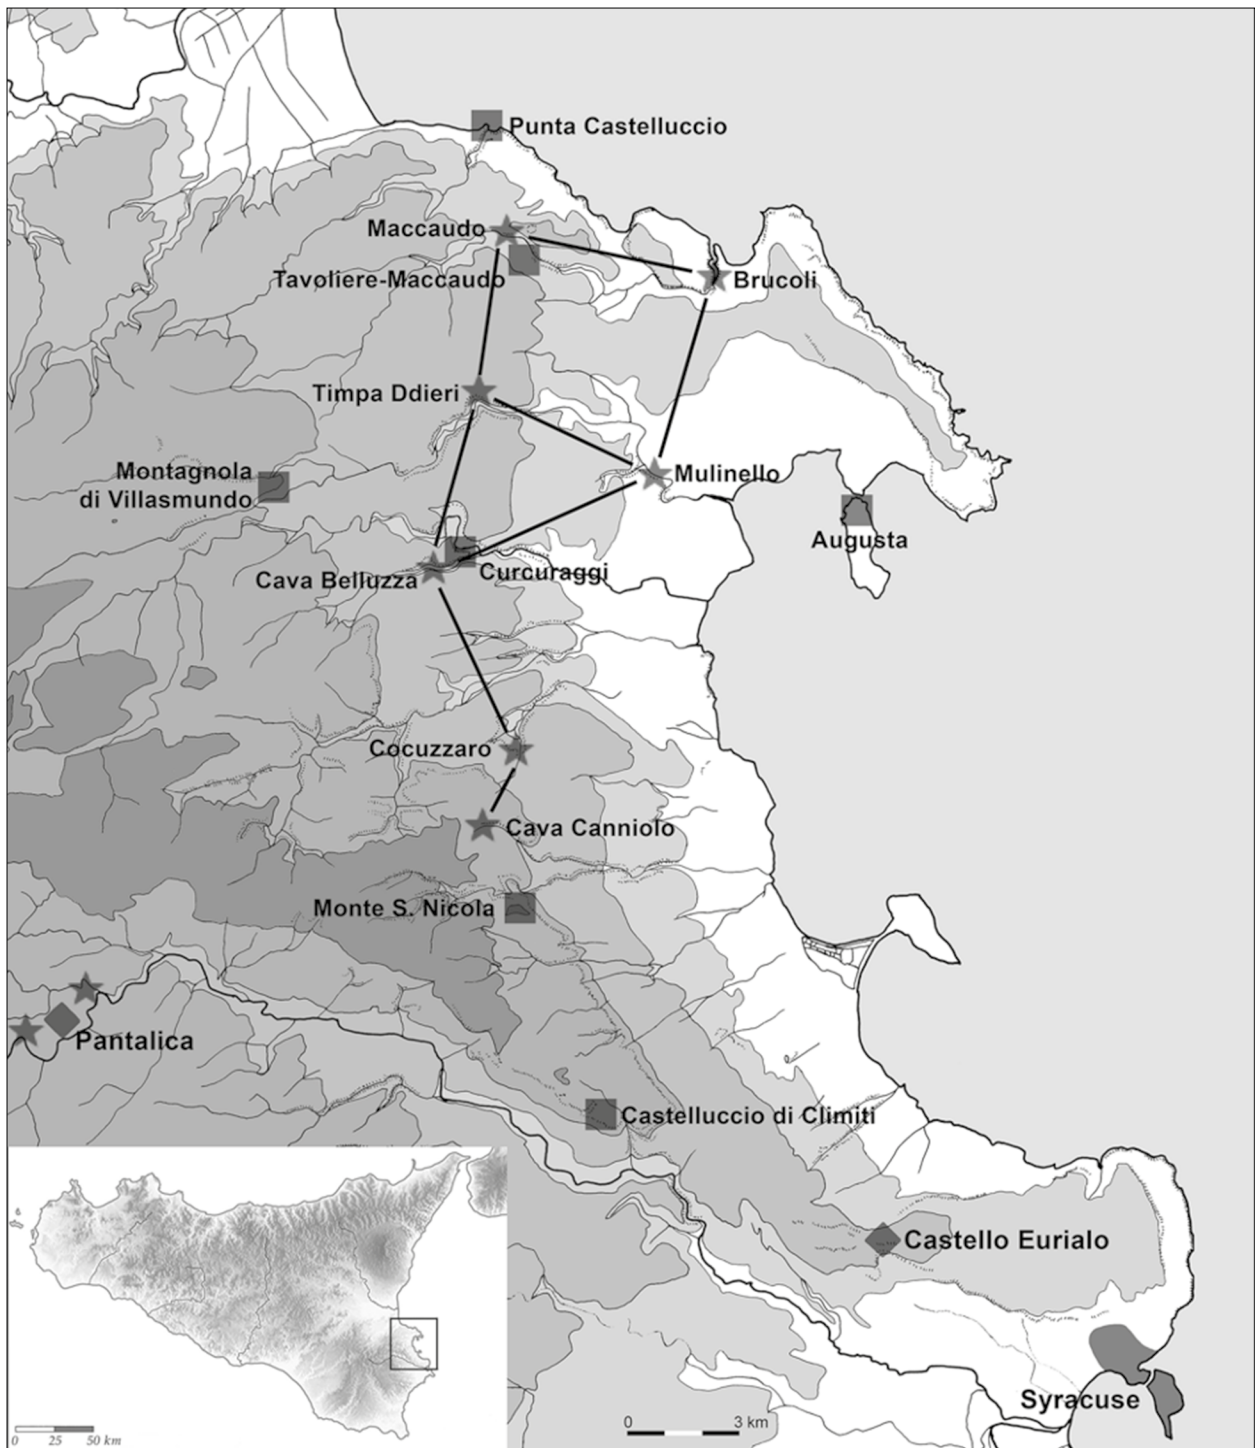 Punta Castelluccio
Maccaudo
Tavoliere-Maccaudo
Brucoli
Timpa Ddieri
Montagnola
di Villasmundo
Mulinello
Augusta
Curcuraggi
Cava Belluzza
Cocuzzaro
Cava Canniolo
Monte S. Nicola
Pantalica
Castelluccio di Climiti
Castello Eurialo
Syracuse
0 3 km
0 25 50 km